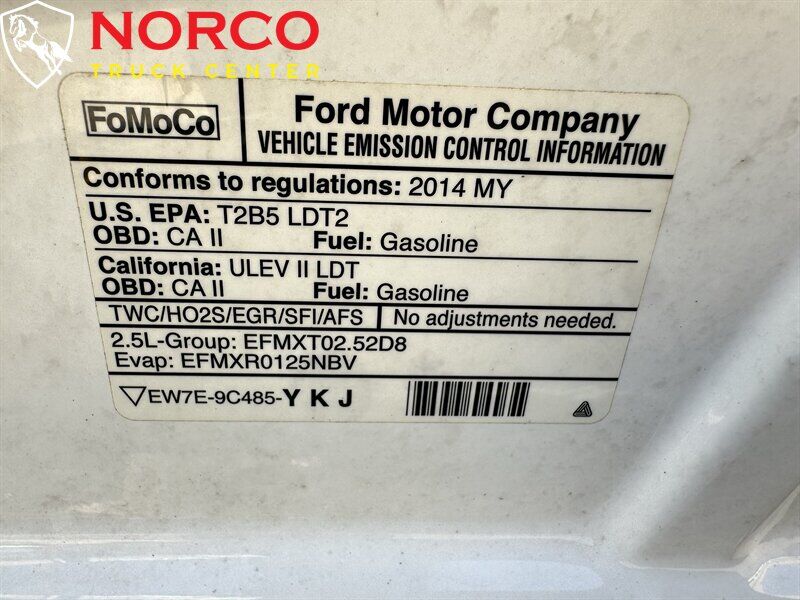 NORCO
TRUCK CENTER
FoMoCo
Ford Motor Company
VEHICLE EMISSION CONTROL INFORMATION
Conforms to regulations: 2014 MY
U.S. EPA: T2B5 LDT2
OBD: CA II Fuel: Gasoline
California: ULEV II LDT
OBD: CA II Fuel: Gasoline
TWC/HO2S/EGR/SFI/AFS No adjustments needed.
2.5L-Group: EFMXT02.52D8
Evap: EFMXR0125NBV
EW7E-9C485-Y K J